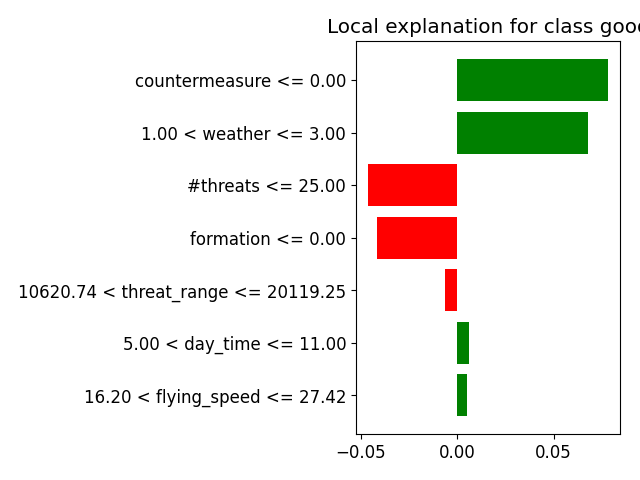 Local explanation for class good
countermeasure <= 0.00
1.00 < weather <= 3.00
#threats <= 25.00
formation <= 0.00
10620.74 < threat_range <= 20119.25
5.00 < day_time <= 11.00
16.20 < flying_speed <= 27.42
−0.05 0.00 0.05